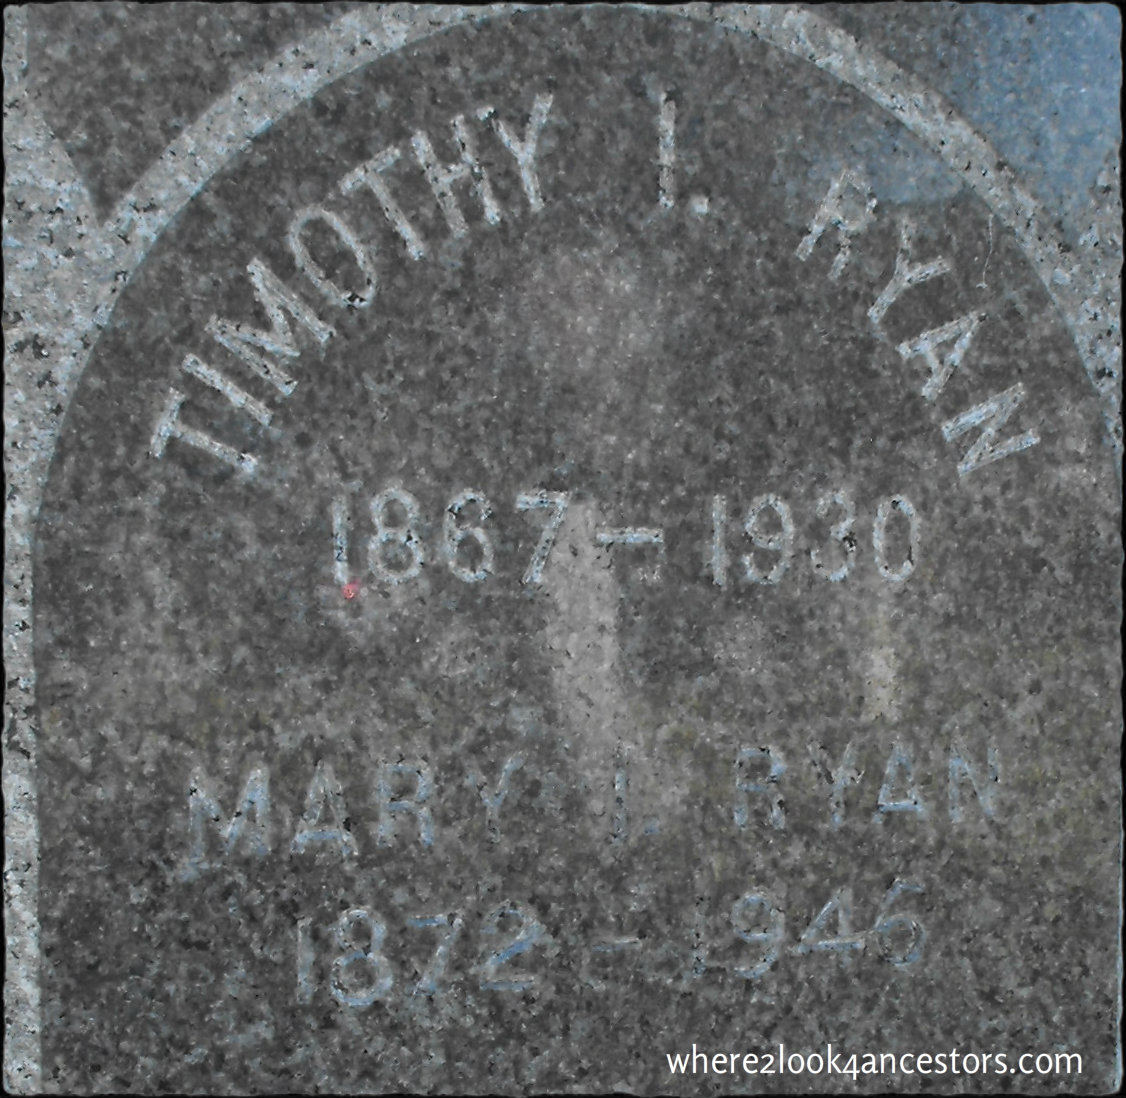 TIMOTHY I. RYAN
1867 – 1930
MARY I. RYAN
1872 – 1946
where2look4ancestors.com